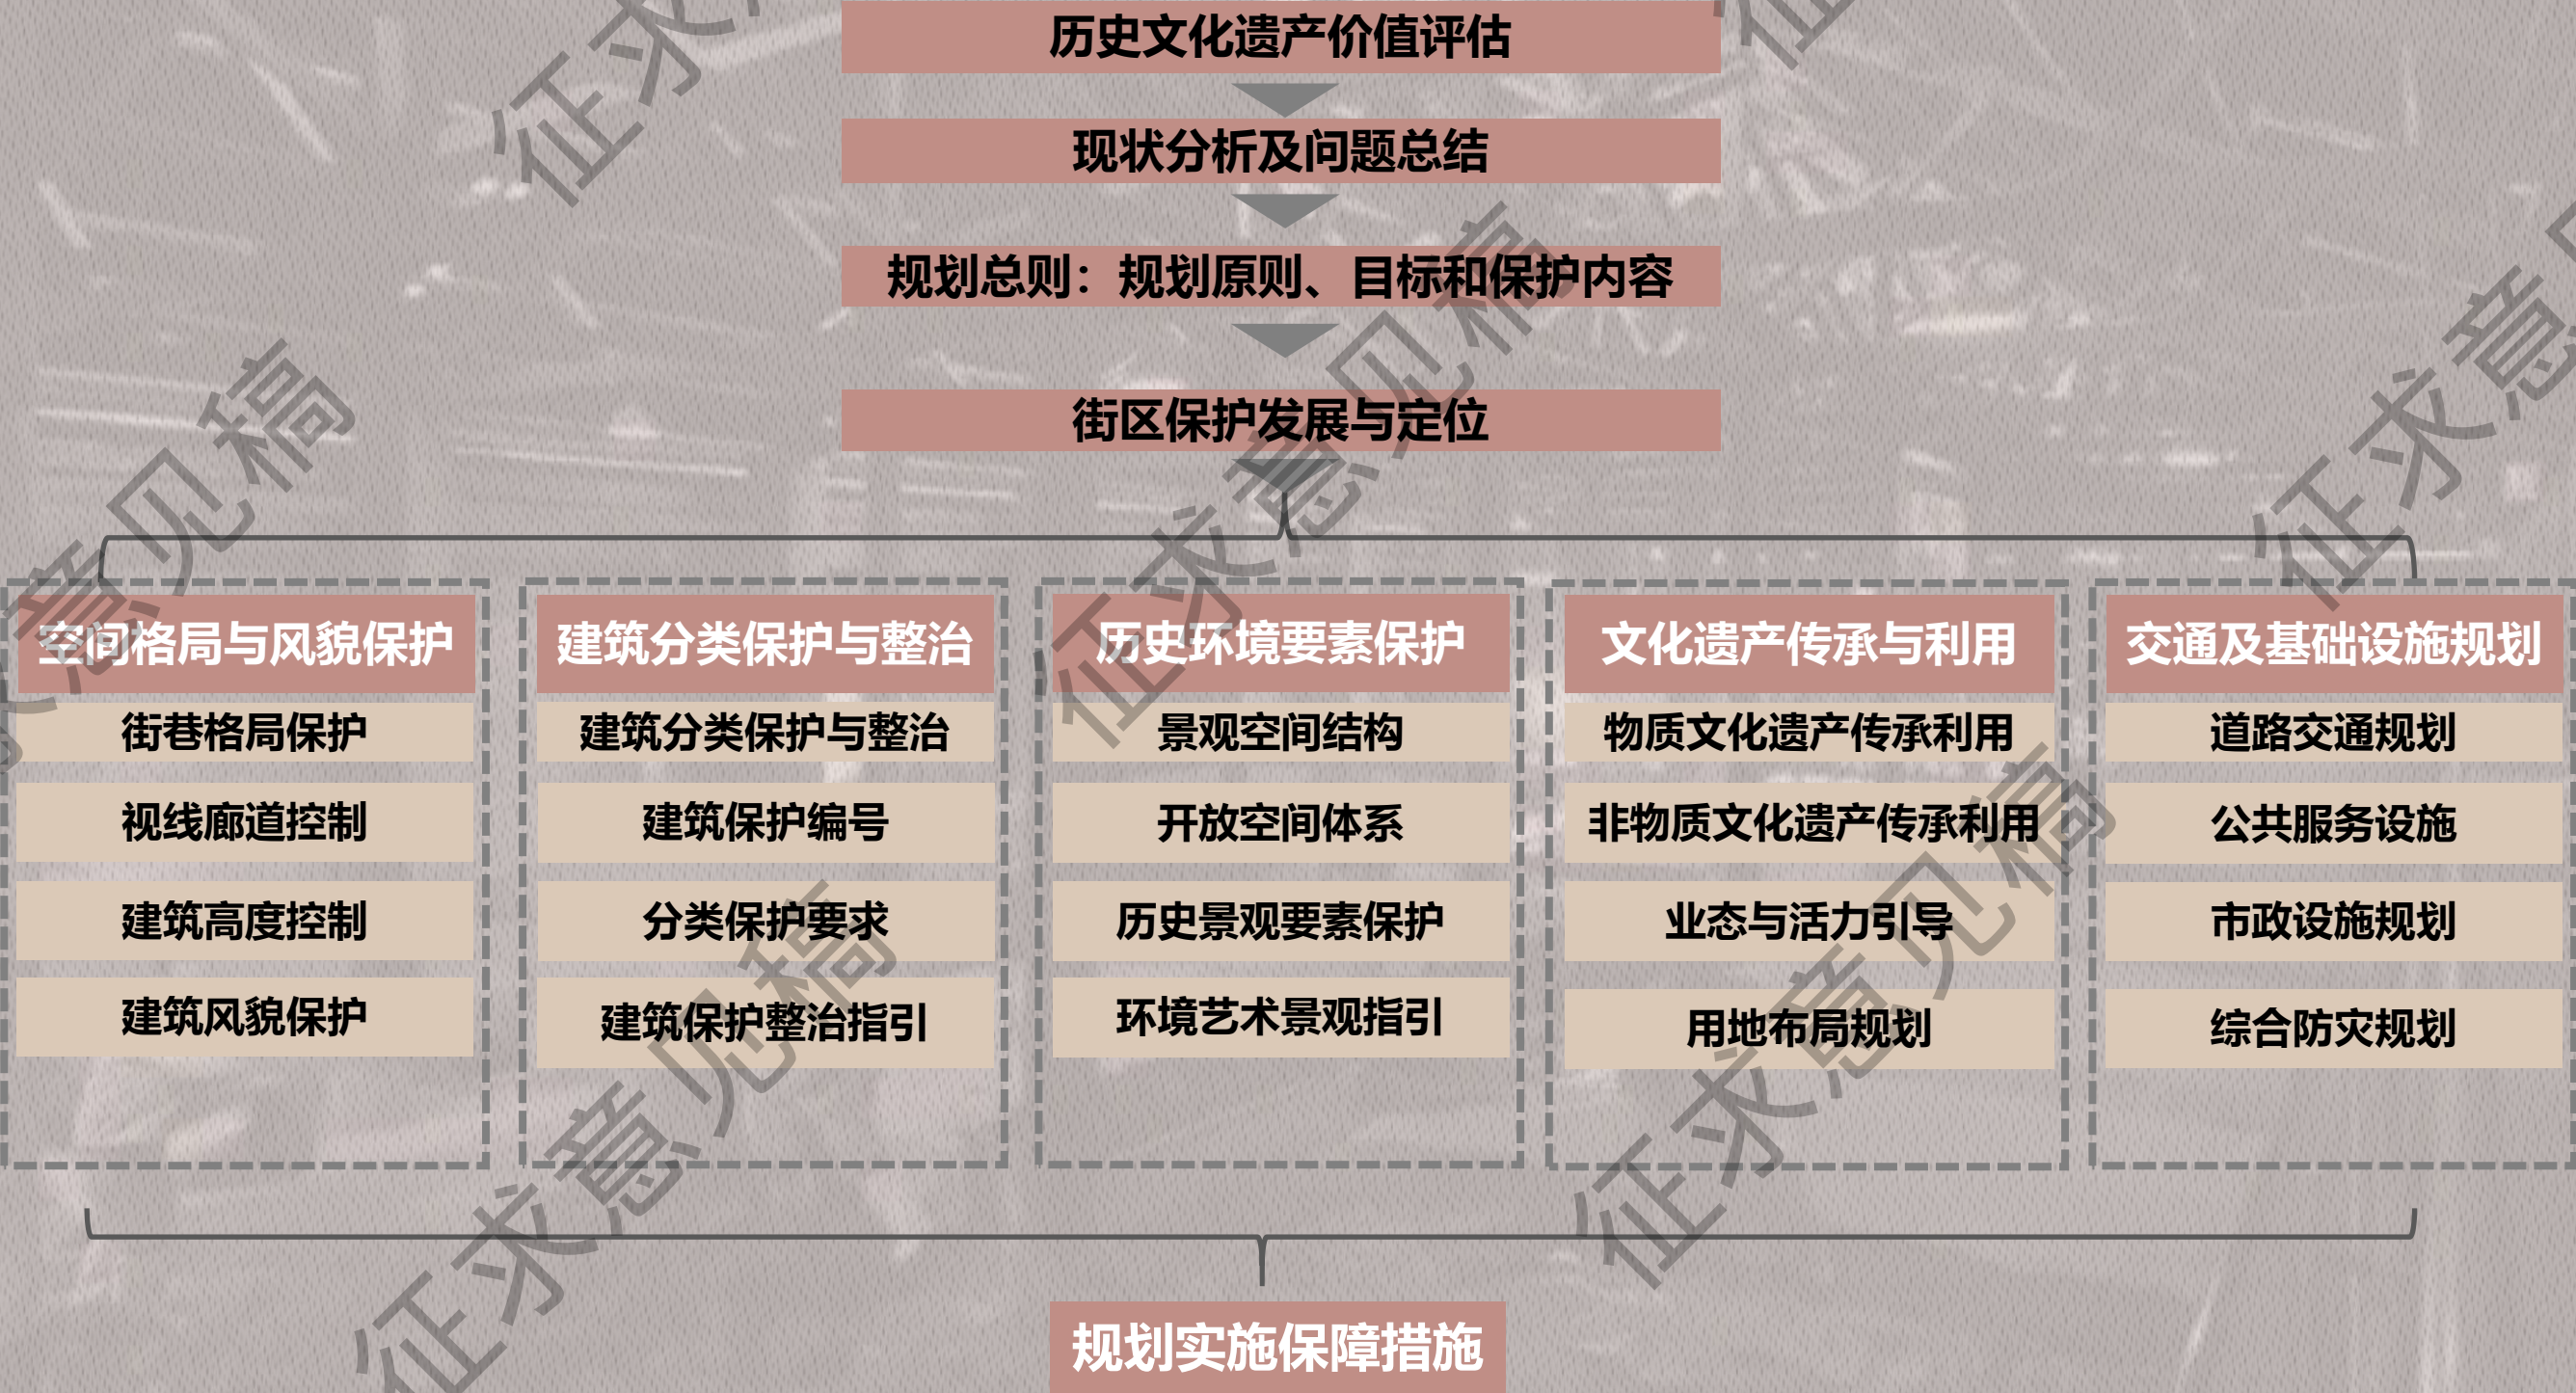 历史文化遗产价值评估
现状分析及问题总结
规划总则：规划原则、目标和保护内容
街区保护发展与定位
空间格局与风貌保护
街巷格局保护
视线廊道控制
建筑高度控制
建筑风貌保护
建筑分类保护与整治
建筑分类保护与整治
建筑保护编号
分类保护要求
建筑保护整治指引
历史环境要素保护
景观空间结构
开放空间体系
历史景观要素保护
环境艺术景观指引
文化遗产传承与利用
物质文化遗产传承利用
非物质文化遗产传承利用
业态与活力引导
用地布局规划
交通及基础设施规划
道路交通规划
公共服务设施
市政设施规划
综合防灾规划
规划实施保障措施
征求
征
求意见稿
征求意见稿
征求意见
征求意见稿
征求意见稿